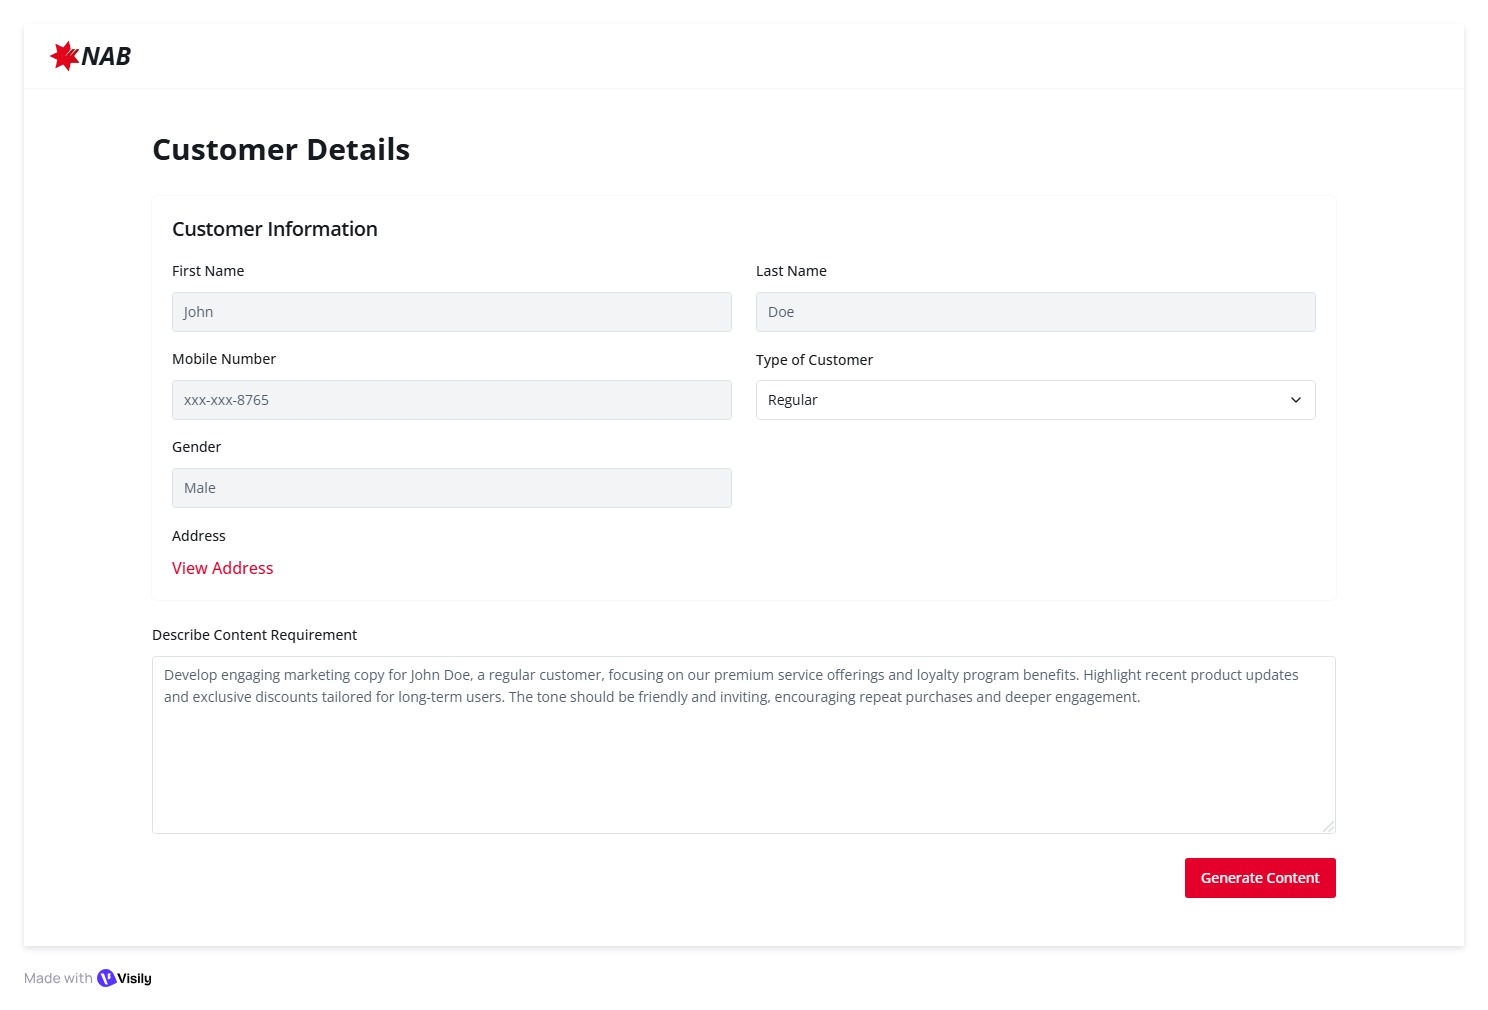 NAB
Customer Details
Customer Information
First Name
Last Name
John
Doe
Mobile Number
Type of Customer
xxx-xxx-8765
Regular
Gender
Male
Address
View Address
Describe Content Requirement
Develop engaging marketing copy for John Doe, a regular customer, focusing on our premium service offerings and loyalty program benefits. Highlight recent product updates
and exclusive discounts tailored for long-term users. The tone should be friendly and inviting, encouraging repeat purchases and deeper engagement.
Generate Content
Made with Visily